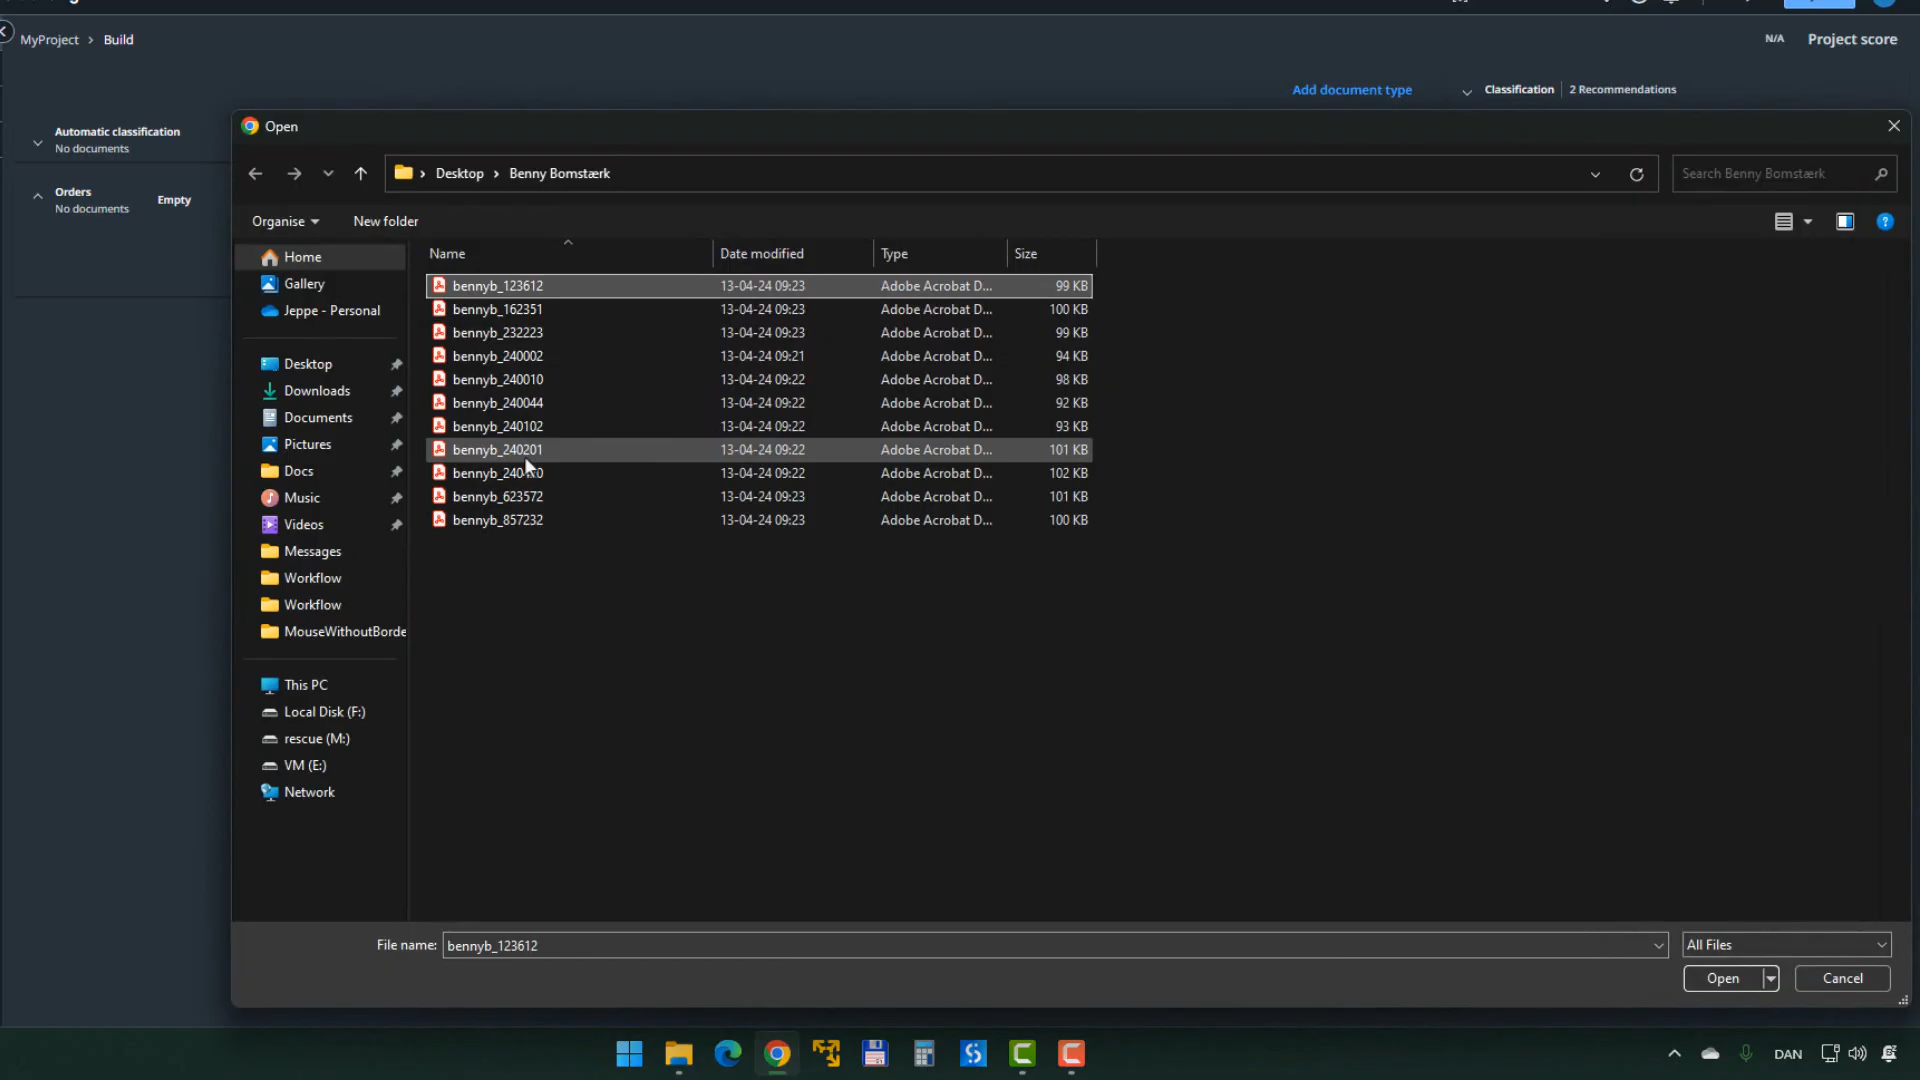 MyProject > Build
N/A Project score
Add document type
Classification | 2 Recommendations
Automatic classification
No documents
Orders
No documents
Empty
Open
Desktop > Benny Bomstærk
Search Benny Bomstærk
Organise
New folder
Home
Gallery
Jeppe - Personal
Desktop
Downloads
Documents
Pictures
Docs
Music
Videos
Messages
Workflow
Workflow
MouseWithoutBorde
This PC
Local Disk (F:)
rescue (M:)
VM (E:)
Network
Name Date modified Type Size
bennyb_123612 13-04-24 09:23 Adobe Acrobat D... 99 KB
bennyb_162351 13-04-24 09:23 Adobe Acrobat D... 100 KB
bennyb_232223 13-04-24 09:23 Adobe Acrobat D... 99 KB
bennyb_240002 13-04-24 09:21 Adobe Acrobat D... 94 KB
bennyb_240010 13-04-24 09:22 Adobe Acrobat D... 98 KB
bennyb_240044 13-04-24 09:22 Adobe Acrobat D... 92 KB
bennyb_240102 13-04-24 09:22 Adobe Acrobat D... 93 KB
bennyb_240201 13-04-24 09:22 Adobe Acrobat D... 101 KB
13-04-24 09:22 Adobe Acrobat D... 102 KB
bennyb_623572 13-04-24 09:23 Adobe Acrobat D... 101 KB
bennyb_857232 13-04-24 09:23 Adobe Acrobat D... 100 KB
File name: bennyb_123612
All Files
Open
Cancel
DAN